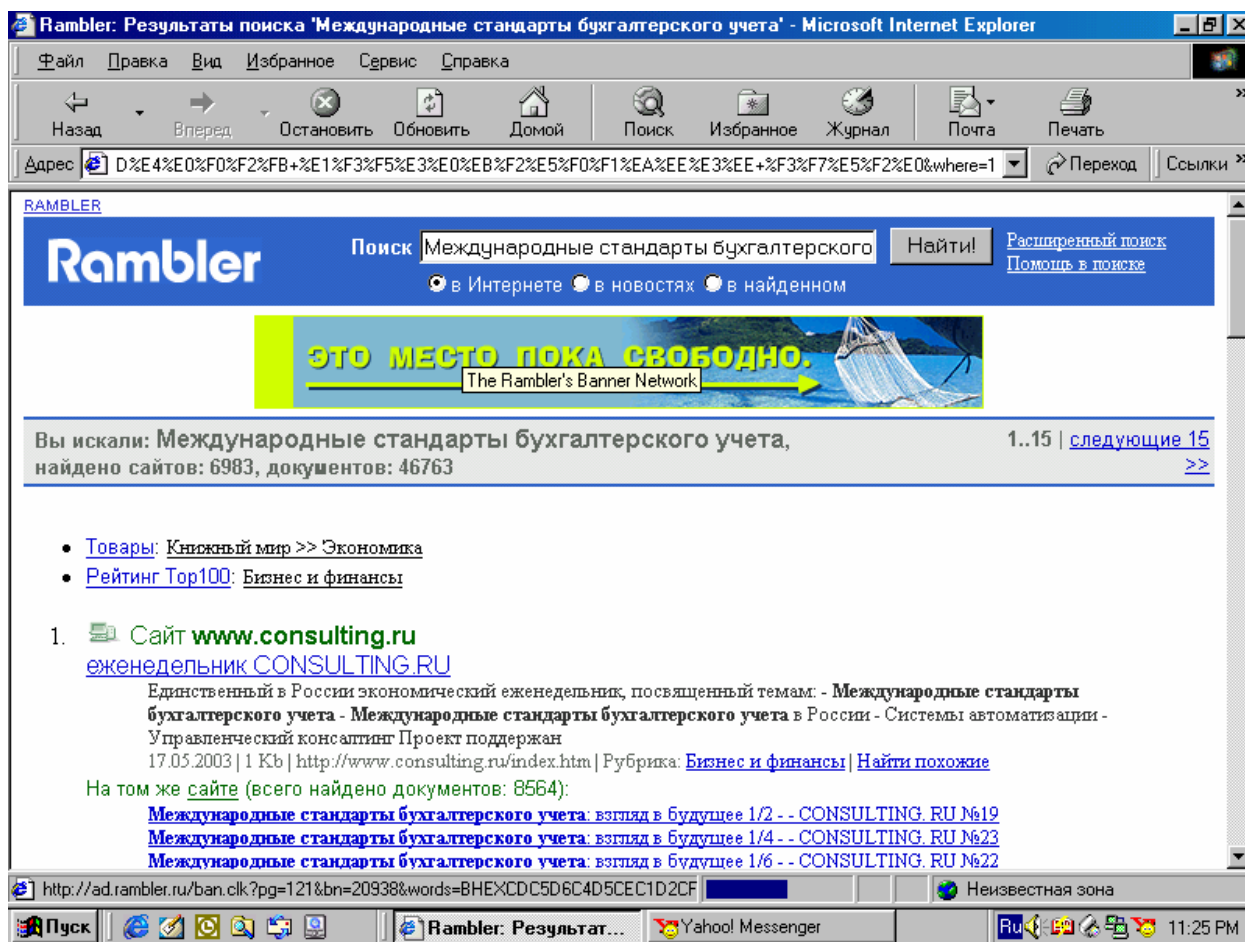 Rambler: Результаты поиска 'Международные стандарты бухгалтерского учета' - Microsoft Internet Explorer
Файл Правка Вид Избранное Сервис Справка
Назад Вперед Остановить Обновить Домой Поиск Избранное Журнал Почта Печать
Адрес D%E4%E0%F0%F2%FB+%E1%F3%F5%E3%E0%EB%F2%E5%F0%F1%EA%EE%E3%EE+%F3%F7%E5%F2%E0&where=1 Переход Ссылки
RAMBLER
Rambler Поиск Международные стандарты бухгалтерского Найти! Расширенный поиск
Помощь в поиске
в Интернете в новостях в найденном
ЭТО МЕСТО ПОКА СВОБОДНО.
The Rambler's Banner Network
Вы искали: Международные стандарты бухгалтерского учета, 1..15 | следующие 15
найдено сайтов: 6983, документов: 46763 >>
• Товары: Книжный мир >> Экономика
• Рейтинг Top100: Бизнес и финансы
1. Сайт www.consulting.ru
еженедельник CONSULTING.RU
Единственный в России экономический еженедельник, посвященный темам: - Международные стандарты
бухгалтерского учета - Международные стандарты бухгалтерского учета в России - Системы автоматизации -
Управленческий консалтинг Проект поддержан
17.05.2003 | 1 Kb | http://www.consulting.ru/index.htm | Рубрика: Бизнес и финансы | Найти похожие
На том же сайте (всего найдено документов: 8564):
Международные стандарты бухгалтерского учета: взгляд в будущее 1/2 - - CONSULTING. RU №19
Международные стандарты бухгалтерского учета: взгляд в будущее 1/4 - - CONSULTING. RU №23
Международные стандарты бухгалтерского учета: взгляд в будущее 1/6 - - CONSULTING. RU №22
http://ad.rambler.ru/ban.clk?pg=121&bn=20938&words=BHEXCDC5D6C4D5CEC1D2CF Неизвестная зона
Пуск Rambler: Результат... Yahoo! Messenger Ru 11:25 PM